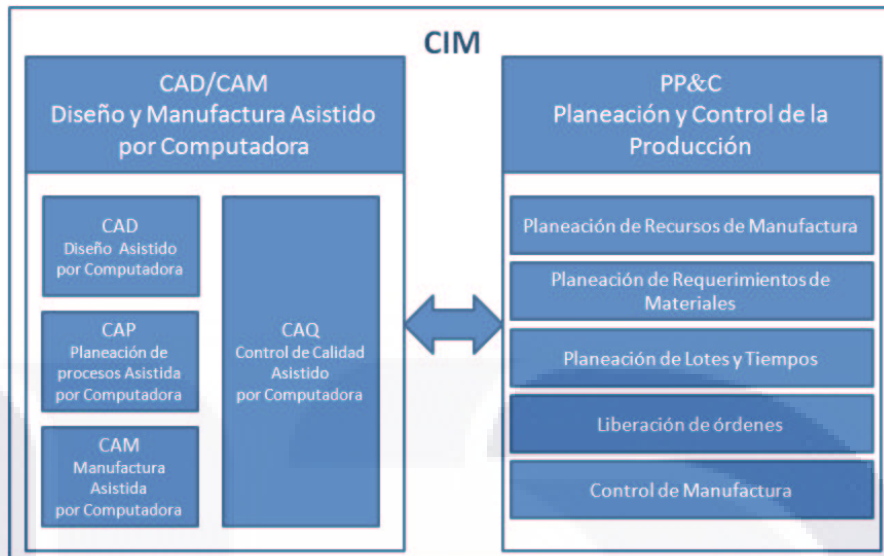 CIM
CAD/CAM
Diseño y Manufactura Asistido
por Computadora
CAD
Diseño Asistido
por Computadora
CAP
Planeación de
procesos Asistida
por Computadora
CAM
Manufactura
Asistida
por Computadora
CAQ
Control de Calidad
Asistido
por Computadora
PP&C
Planeación y Control de la
Producción
Planeación de Recursos de Manufactura
Planeación de Requerimientos de
Materiales
Planeación de Lotes y Tiempos
Liberación de órdenes
Control de Manufactura